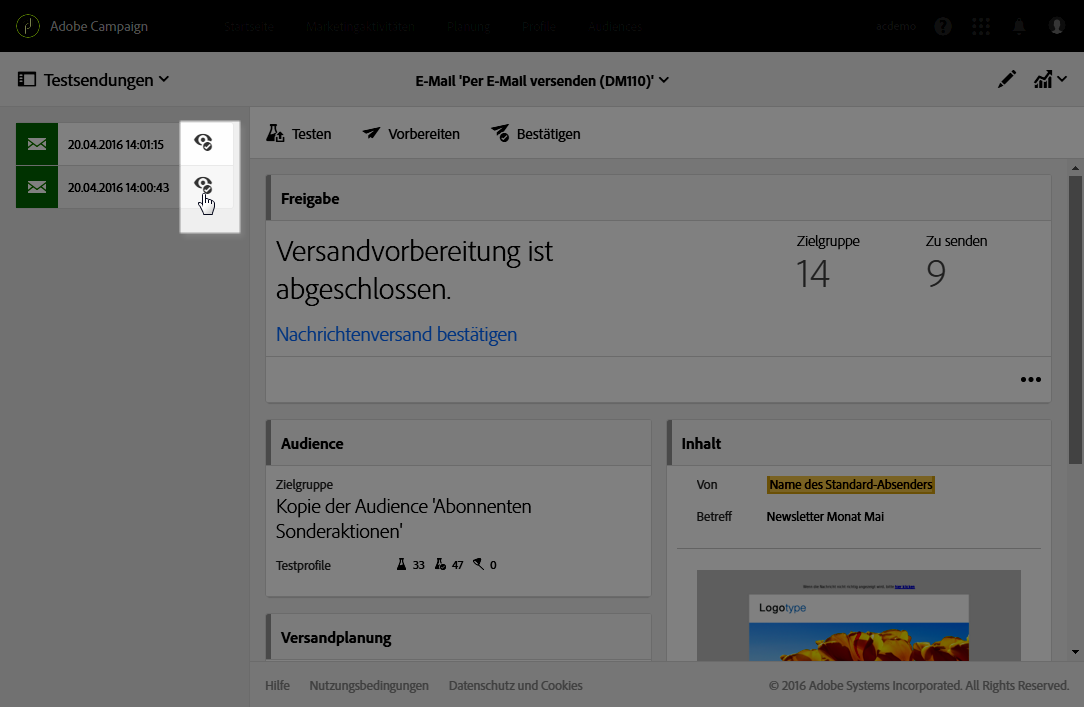 Adobe Campaign
Startseite Marketingaktivitäten Planung Profile Audiences
acdemo
Testsendungen
E-Mail 'Per E-Mail versenden (DM110)'
20.04.2016 14:01:15
20.04.2016 14:00:43
Testen Vorbereiten Bestätigen
Freigabe
Versandvorbereitung ist
abgeschlossen.
Nachrichtenversand bestätigen
Zielgruppe
14
Zu senden
9
Audience
Zielgruppe
Kopie der Audience 'Abonnenten
Sonderaktionen'
Testprofile 33 47 0
Versandplanung
Inhalt
Von Name des Standard-Absenders
Betreff Newsletter Monat Mai
Logotype
Hilfe Nutzungsbedingungen Datenschutz und Cookies
© 2016 Adobe Systems Incorporated. All Rights Reserved.